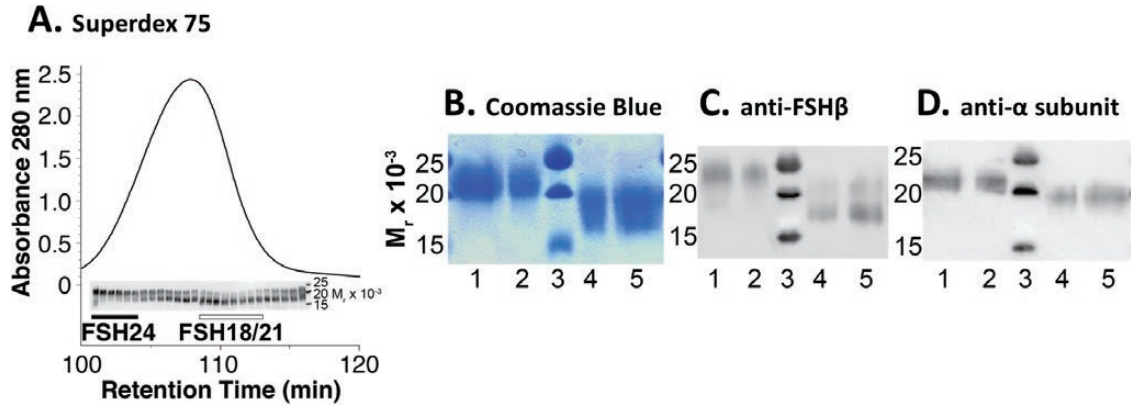 A. Superdex 75
Absorbance 280 nm
2.5
2.0
1.5
1.0
0.5
0
25
20 Mᵣ x 10⁻³
15
FSH24 FSH18/21
100 110 120
Retention Time (min)
B. Coomassie Blue
Mᵣ x 10⁻³
25
20
15
1 2 3 4 5
C. anti-FSHβ
25
20
15
1 2 3 4 5
D. anti-α subunit
25
20
15
1 2 3 4 5